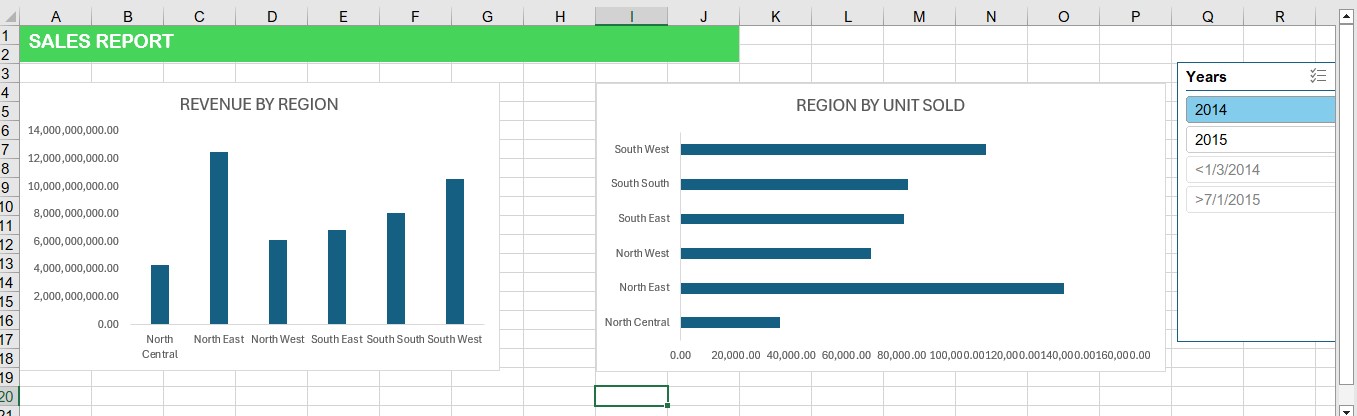 A B C D E F G H I J K L M N O P Q R
1
2
3
4
5
6
7
8
9
10
11
12
13
14
15
16
17
18
19
20
21
SALES REPORT
REVENUE BY REGION
14,000,000,000.00
12,000,000,000.00
10,000,000,000.00
8,000,000,000.00
6,000,000,000.00
4,000,000,000.00
2,000,000,000.00
0.00
North Central North East North West South East South South South West
REGION BY UNIT SOLD
South West
South South
South East
North West
North East
North Central
0.00 20,000.00 40,000.00 60,000.00 80,000.00 100,000.00 120,000.00 140,000.00 160,000.00
Years
2014
2015
<1/3/2014
>7/1/2015